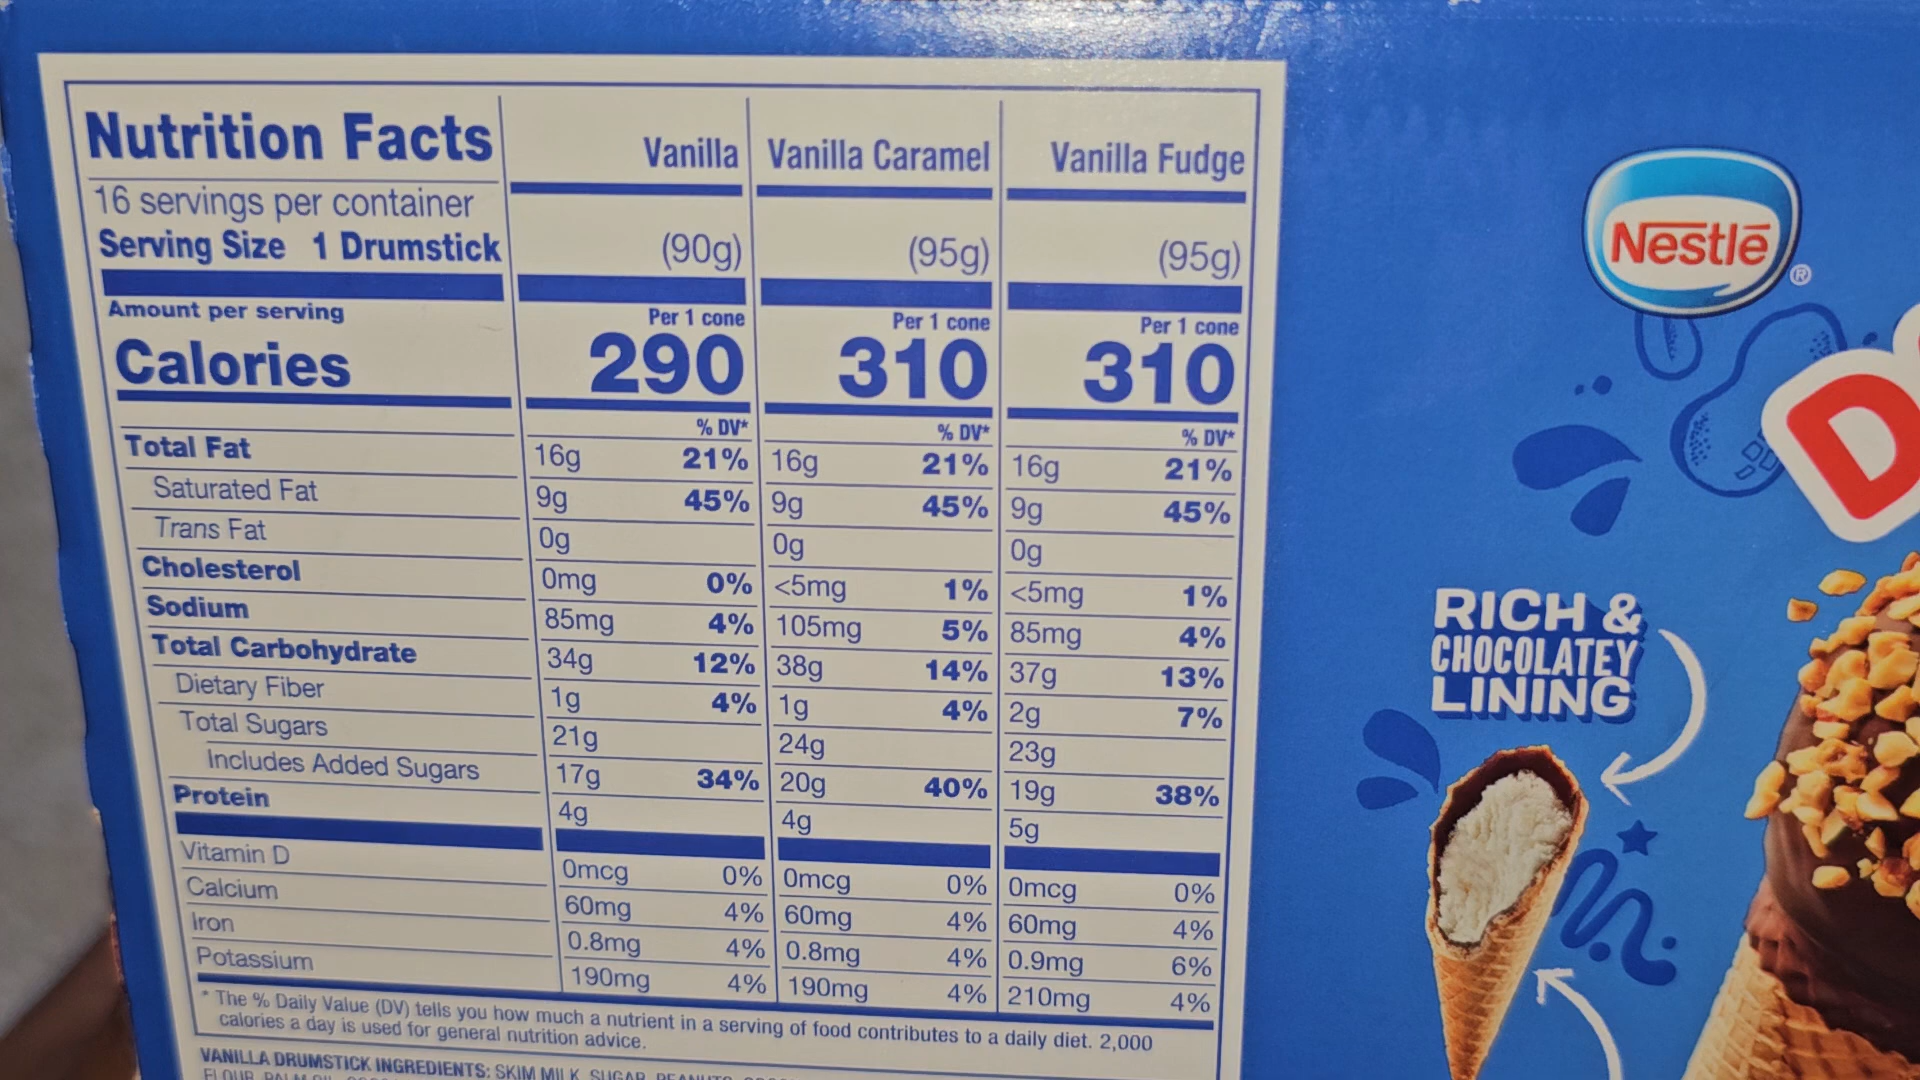 Nutrition Facts
16 servings per container
Serving Size 1 Drumstick
Vanilla Vanilla Caramel Vanilla Fudge
(90g) (95g) (95g)
Amount per serving
Per 1 cone Per 1 cone Per 1 cone
Calories 290 310 310
% DV* % DV* % DV*
Total Fat 16g 21% 16g 21% 16g 21%
Saturated Fat 9g 45% 9g 45% 9g 45%
Trans Fat 0g 0g 0g
Cholesterol 0mg 0% <5mg 1% <5mg 1%
Sodium 85mg 4% 105mg 5% 85mg 4%
Total Carbohydrate 34g 12% 38g 14% 37g 13%
Dietary Fiber 1g 4% 1g 4% 2g 7%
Total Sugars 21g 24g 23g
Includes Added Sugars 17g 34% 20g 40% 19g 38%
Protein 4g 4g 5g
Vitamin D 0mcg 0% 0mcg 0% 0mcg 0%
Calcium 60mg 4% 60mg 4% 60mg 4%
Iron 0.8mg 4% 0.8mg 4% 0.9mg 6%
Potassium 190mg 4% 190mg 4% 210mg 4%
* The % Daily Value (DV) tells you how much a nutrient in a serving of food contributes to a daily diet. 2,000
calories a day is used for general nutrition advice.
VANILLA DRUMSTICK INGREDIENTS: SKIM MILK, SUGAR, PEANUTS,
Nestlé ®
D
RICH &
CHOCOLATEY
LINING